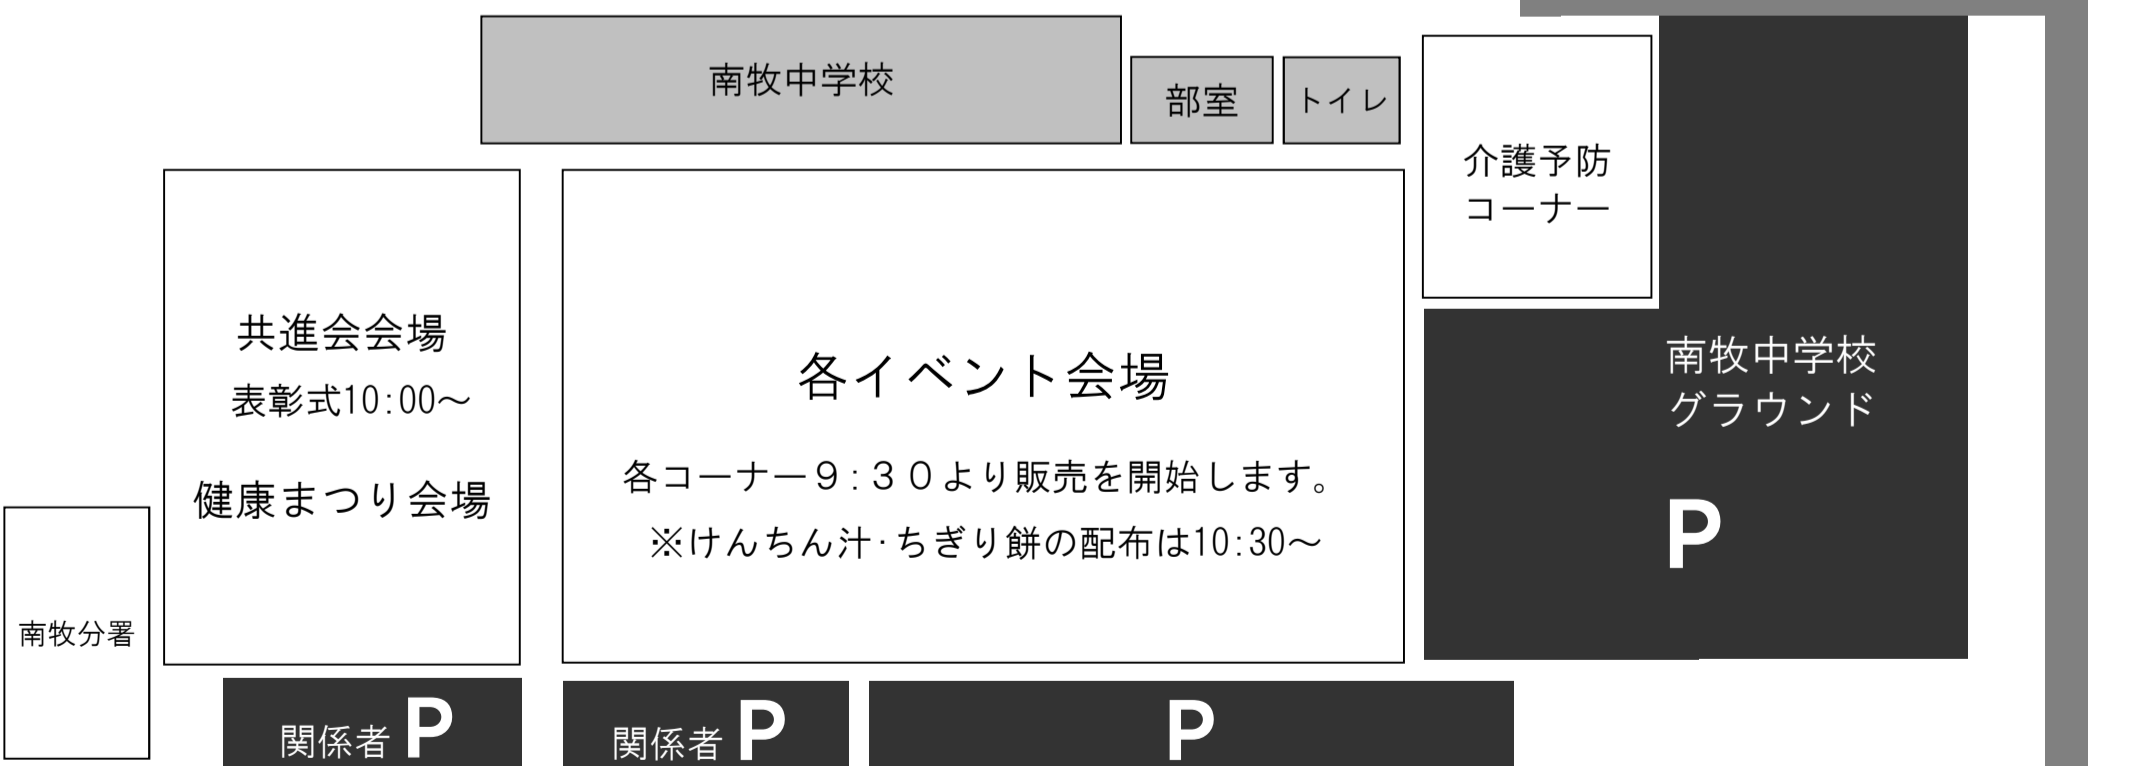 南牧中学校
部室
トイレ
介護予防
コーナー
共進会会場
表彰式10:00～
健康まつり会場
各イベント会場
各コーナー９:３０より販売を開始します。
※けんちん汁･ちぎり餅の配布は10:30～
南牧中学校
グラウンド
P
南牧分署
関係者 P
関係者 P
P